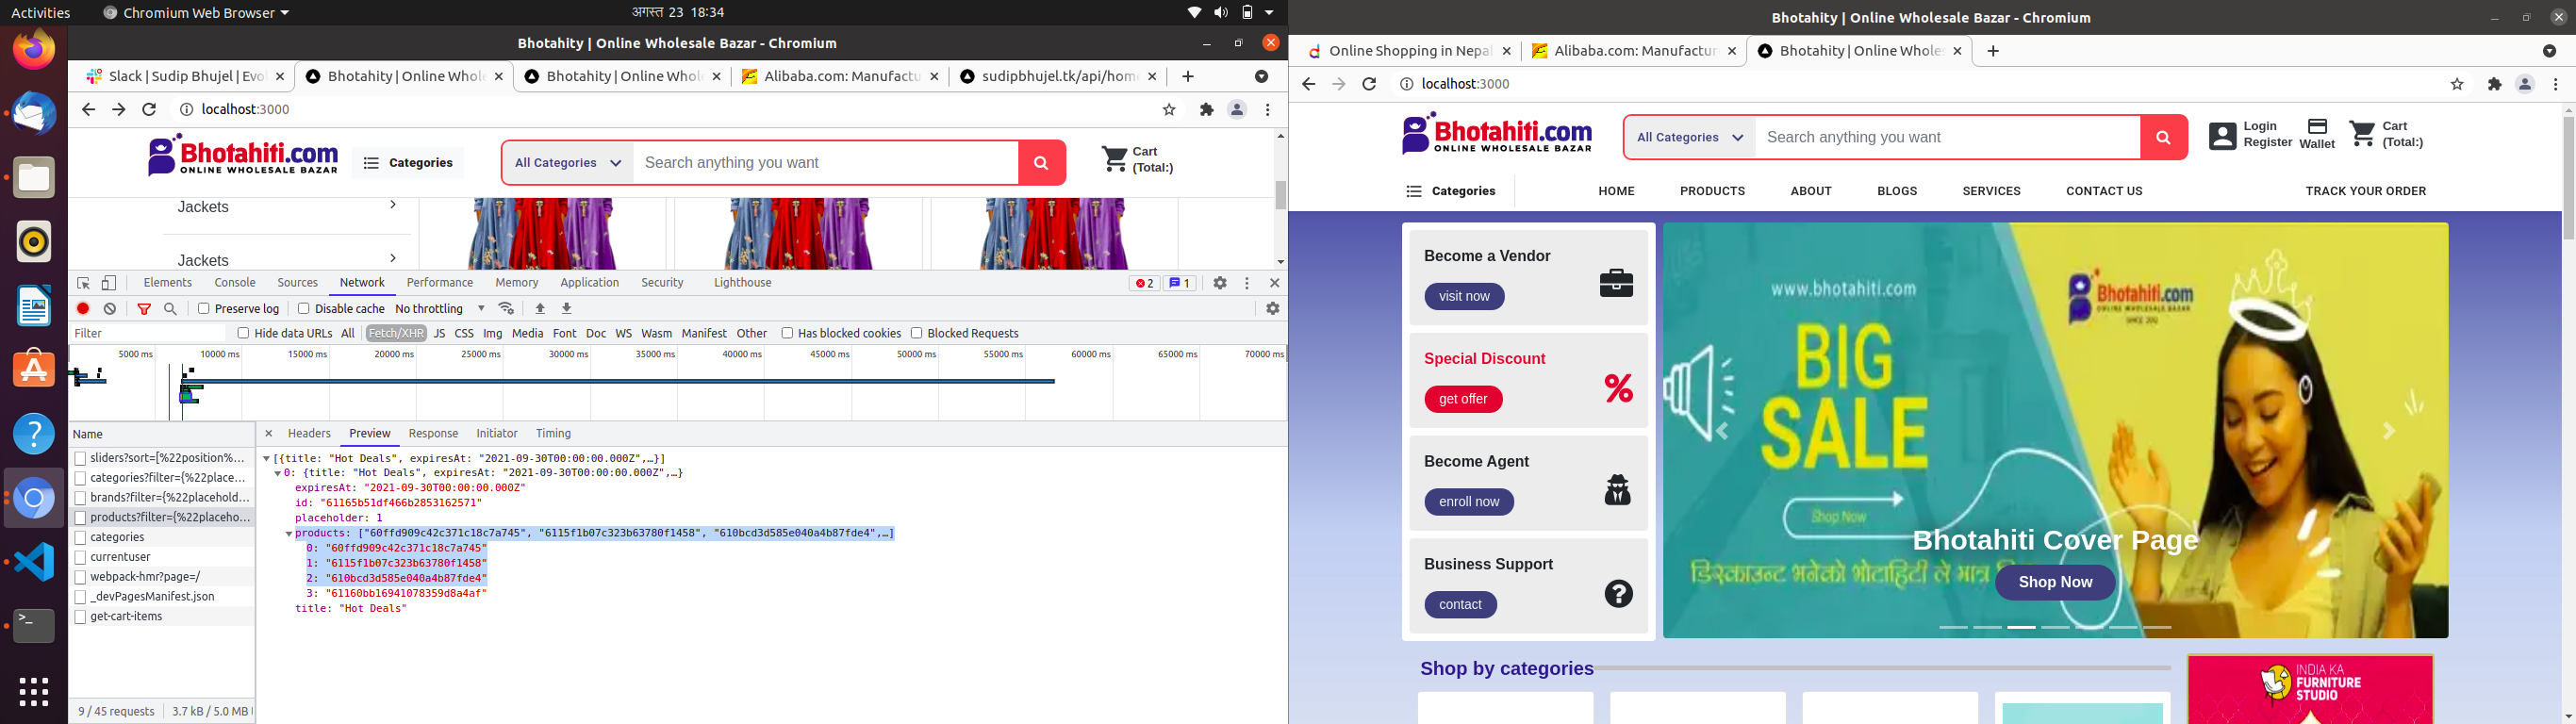 Activities
Chromium Web Browser
अगस्त 23 18:34
Bhotahity | Online Wholesale Bazar - Chromium
Slack | Sudip Bhujel | Evol
Bhotahity | Online Whole
Bhotahity | Online Whole
Alibaba.com: Manufactu
sudipbhujel.tk/api/hom
localhost:3000
Bhotahiti.com
ONLINE WHOLESALE BAZAR
Categories
All Categories
Search anything you want
Cart
(Total:)
Jackets
Jackets
Elements Console Sources Network Performance Memory Application Security Lighthouse
2
1
Preserve log
Disable cache
No throttling
Filter
Hide data URLs All Fetch/XHR JS CSS Img Media Font Doc WS Wasm Manifest Other Has blocked cookies Blocked Requests
5000 ms 10000 ms 15000 ms 20000 ms 25000 ms 30000 ms 35000 ms 40000 ms 45000 ms 50000 ms 55000 ms 60000 ms 65000 ms 70000 ms
Name
sliders?sort=[%22position%...
categories?filter={%22place...
brands?filter={%22placehold...
products?filter={%22placeho...
categories
currentuser
webpack-hmr?page=/
_devPagesManifest.json
get-cart-items
9 / 45 requests
3.7 kB / 5.0 MB
Headers Preview Response Initiator Timing
[{title: "Hot Deals", expiresAt: "2021-09-30T00:00:00.000Z",…}]
0: {title: "Hot Deals", expiresAt: "2021-09-30T00:00:00.000Z",…}
expiresAt: "2021-09-30T00:00:00.000Z"
id: "61165b51df466b2853162571"
placeholder: 1
products: ["60ffd909c42c371c18c7a745", "6115f1b07c323b63780f1458", "610bcd3d585e040a4b87fde4",…]
0: "60ffd909c42c371c18c7a745"
1: "6115f1b07c323b63780f1458"
2: "610bcd3d585e040a4b87fde4"
3: "61160bb16941078359d8a4af"
title: "Hot Deals"
Bhotahity | Online Wholesale Bazar - Chromium
Online Shopping in Nepal
Alibaba.com: Manufactur
Bhotahity | Online Wholes
localhost:3000
Bhotahiti.com
ONLINE WHOLESALE BAZAR
All Categories
Search anything you want
Login
Register
Wallet
Cart
(Total:)
Categories
HOME PRODUCTS ABOUT BLOGS SERVICES CONTACT US TRACK YOUR ORDER
Become a Vendor
visit now
Special Discount
get offer
Become Agent
enroll now
Business Support
contact
www.bhotahiti.com
Bhotahiti.com
ONLINE WHOLESALE BAZAR
BIG
SALE
Shop Now
Bhotahiti Cover Page
Shop Now
डिस्काउन्ट भनेको भोटाहिटी ले मात्र
Shop by categories
INDIA KA
FURNITURE
STUDIO